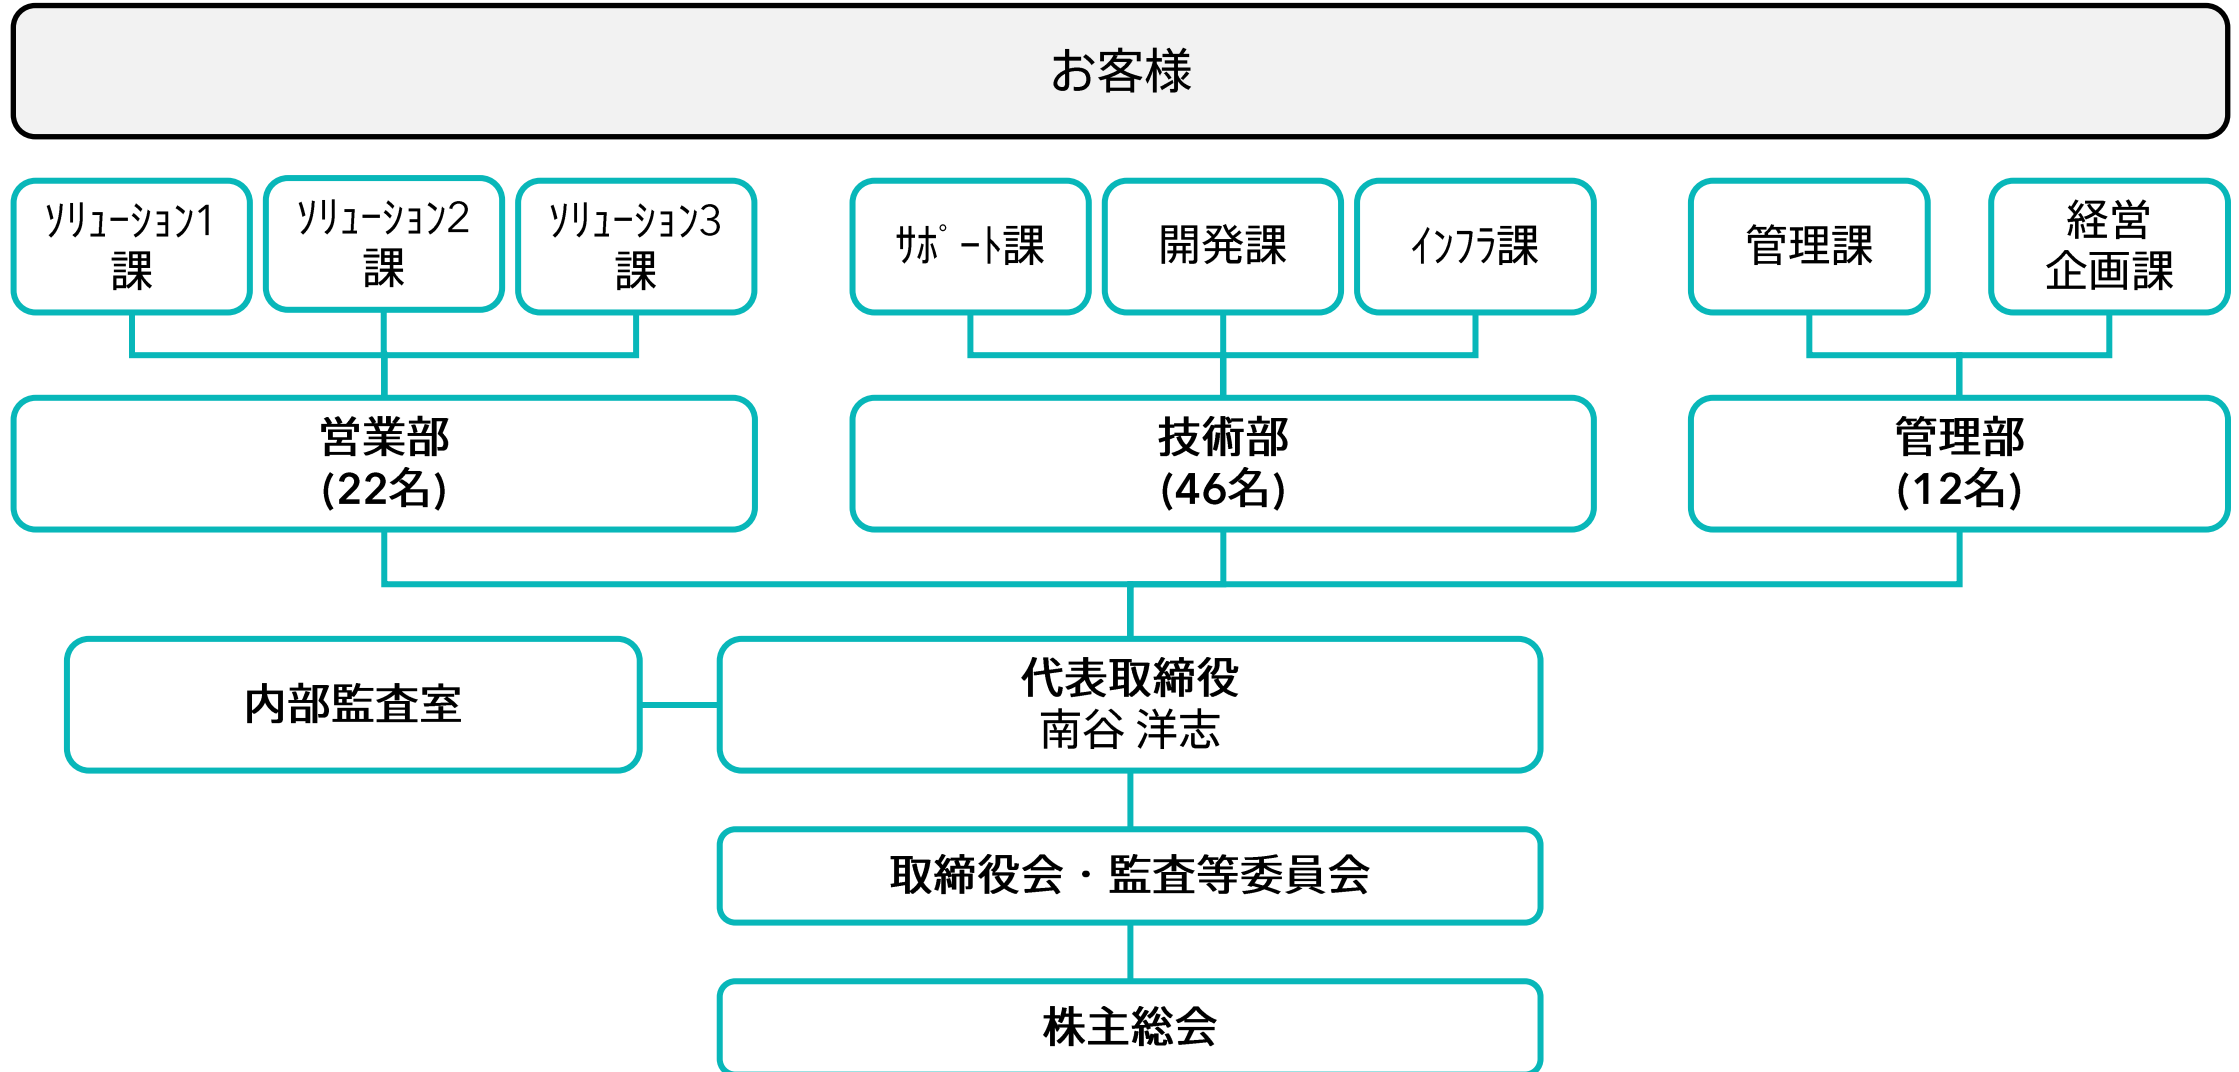 お客様
ｿﾘｭｰｼｮﾝ1
課
ｿﾘｭｰｼｮﾝ2
課
ｿﾘｭｰｼｮﾝ3
課
ｻﾎﾟｰﾄ課
開発課
ｲﾝﾌﾗ課
管理課
経営
企画課
営業部
(22名)
技術部
(46名)
管理部
(12名)
内部監査室
代表取締役
南谷 洋志
取締役会・監査等委員会
株主総会